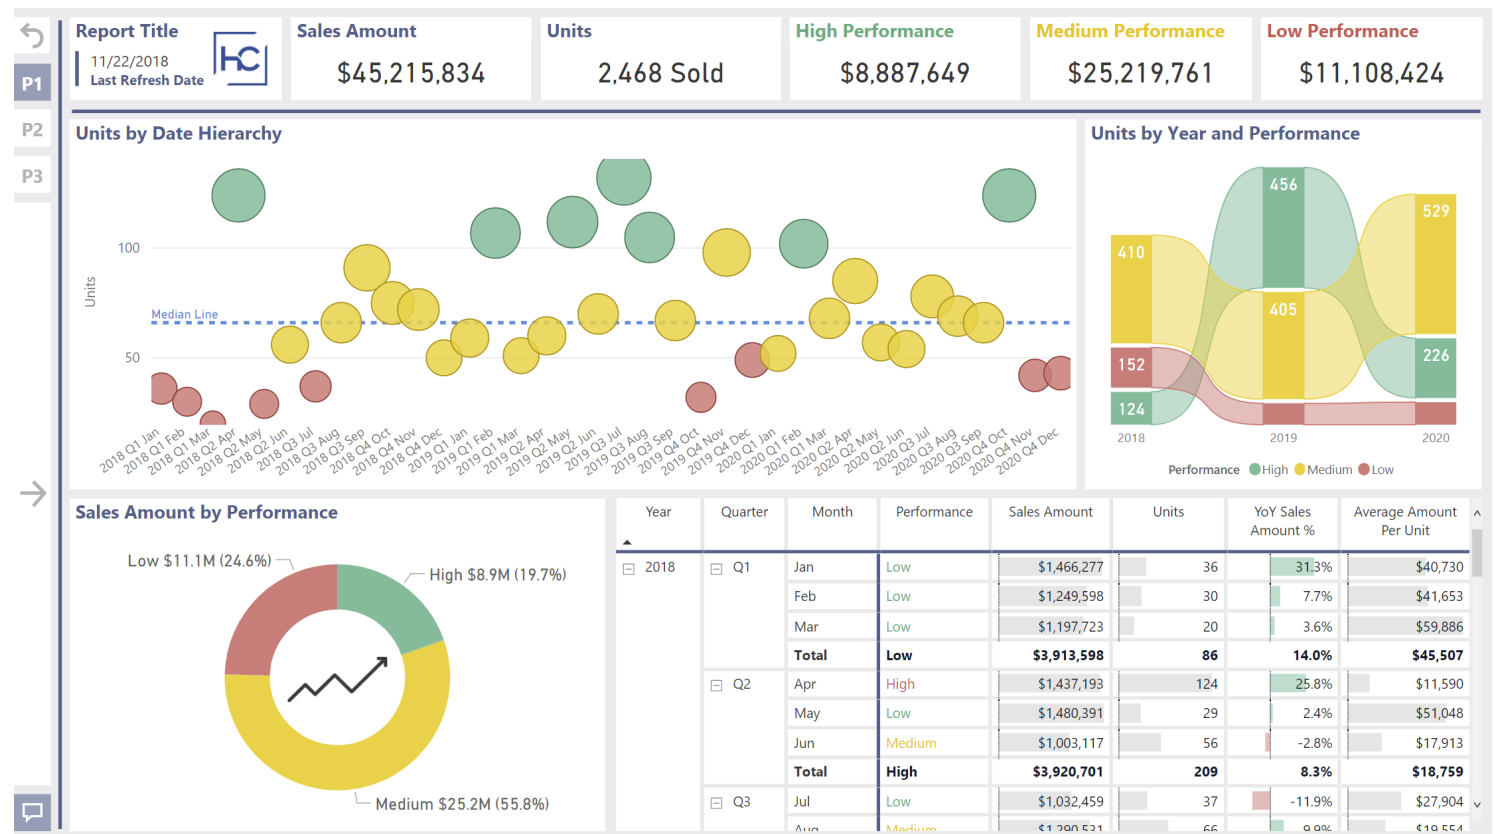 Report Title
11/22/2018
Last Refresh Date
hC
Sales Amount
$45,215,834
Units
2,468 Sold
High Performance
$8,887,649
Medium Performance
$25,219,761
Low Performance
$11,108,424
P1
P2
P3
Units by Date Hierarchy
Units
100
50
Median Line
2018 Q1 Jan
2018 Q1 Feb
2018 Q1 Mar
2018 Q2 Apr
2018 Q2 May
2018 Q2 Jun
2018 Q3 Jul
2018 Q3 Aug
2018 Q3 Sep
2018 Q4 Oct
2018 Q4 Nov
2018 Q4 Dec
2019 Q1 Jan
2019 Q1 Feb
2019 Q1 Mar
2019 Q2 Apr
2019 Q2 May
2019 Q2 Jun
2019 Q3 Jul
2019 Q3 Aug
2019 Q3 Sep
2019 Q4 Oct
2019 Q4 Nov
2019 Q4 Dec
2020 Q1 Jan
2020 Q1 Feb
2020 Q1 Mar
2020 Q2 Apr
2020 Q2 May
2020 Q2 Jun
2020 Q3 Jul
2020 Q3 Aug
2020 Q3 Sep
2020 Q4 Oct
2020 Q4 Nov
2020 Q4 Dec
Units by Year and Performance
410
152
124
456
405
529
226
2018 2019 2020
Performance High Medium Low
Sales Amount by Performance
Low $11.1M (24.6%)
High $8.9M (19.7%)
Medium $25.2M (55.8%)
Year Quarter Month Performance Sales Amount Units YoY Sales Amount % Average Amount Per Unit
2018 Q1 Jan Low $1,466,277 36 31.3% $40,730
Feb Low $1,249,598 30 7.7% $41,653
Mar Low $1,197,723 20 3.6% $59,886
Total Low $3,913,598 86 14.0% $45,507
Q2 Apr High $1,437,193 124 25.8% $11,590
May Low $1,480,391 29 2.4% $51,048
Jun Medium $1,003,117 56 -2.8% $17,913
Total High $3,920,701 209 8.3% $18,759
Q3 Jul Low $1,032,459 37 -11.9% $27,904
Aug Medium $1,290,531 66 9.9% $19,554